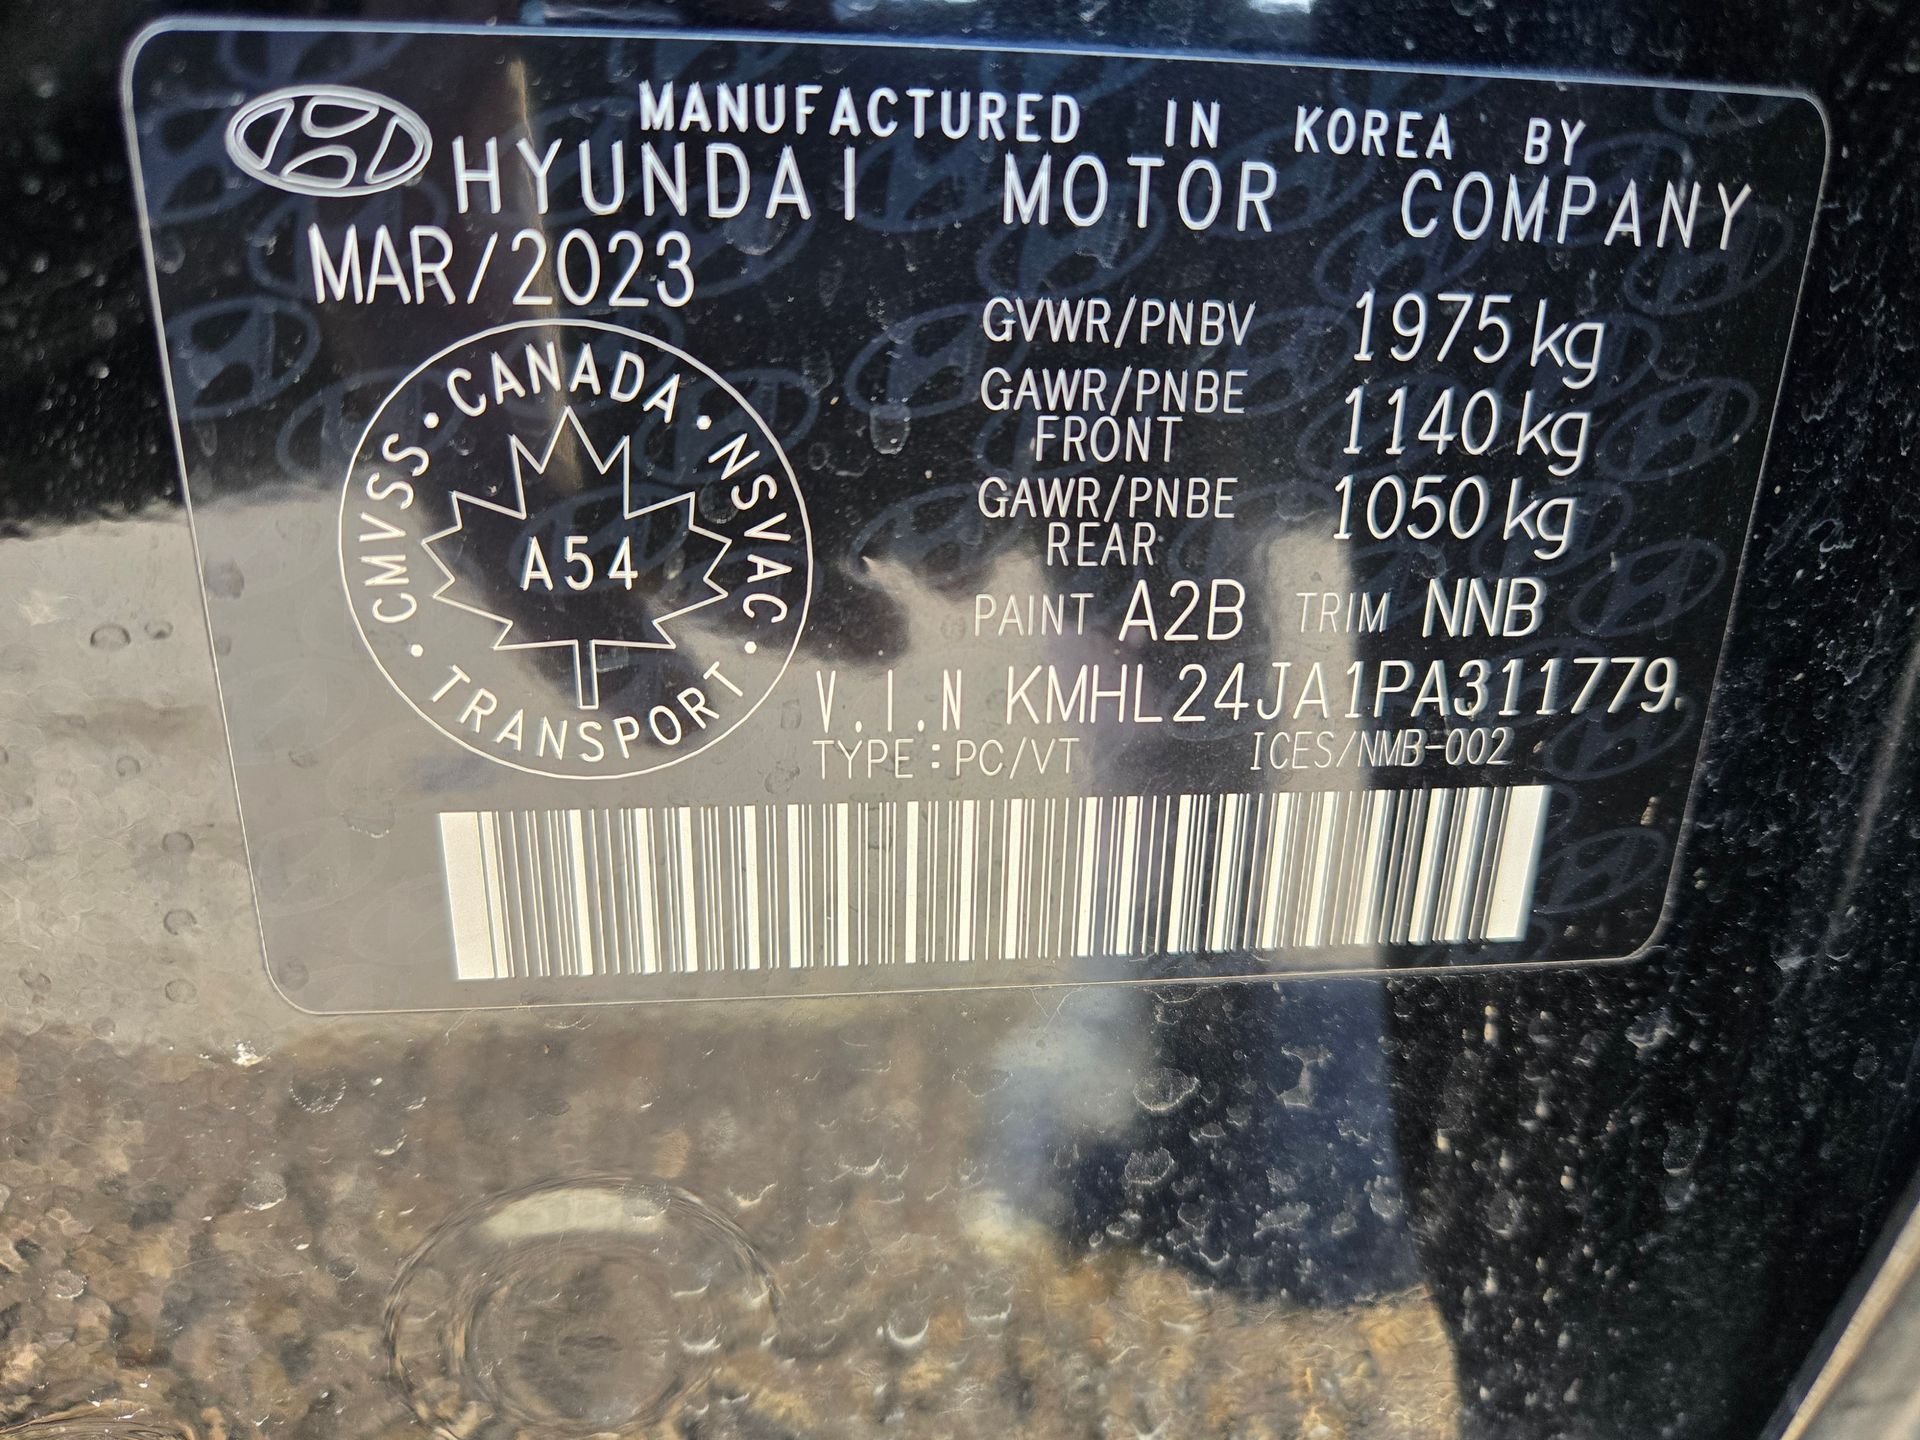 MANUFACTURED IN KOREA BY
HYUNDAI MOTOR COMPANY
MAR/2023
GVWR/PNBV 1975 kg
GAWR/PNBE FRONT 1140 kg
GAWR/PNBE REAR 1050 kg
PAINT A2B TRIM NNB
V.I.N KMHL24JA1PA311779
TYPE:PC/VT ICES/NMB-002
CMVSS · CANADA · NSVAC · TRANSPORT ·
A54